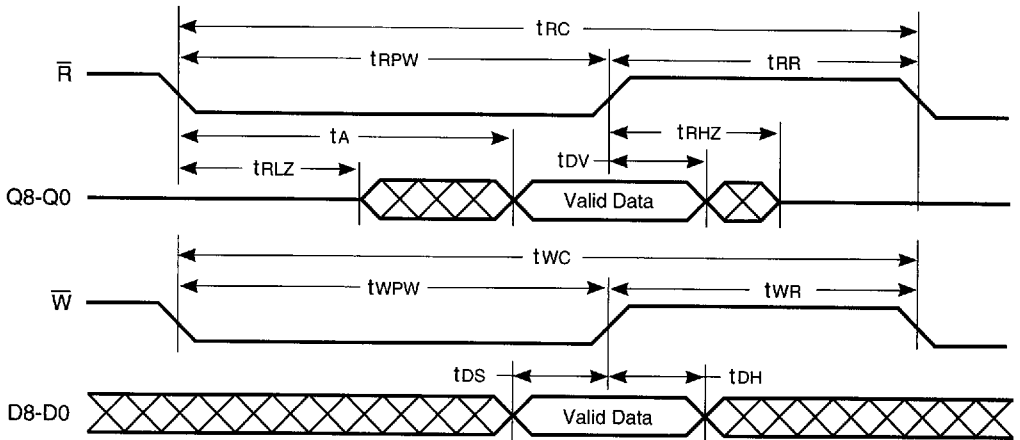 tRC
tRPW
tRR
R̅
tA
tRHZ
tDV
tRLZ
Q8-Q0
Valid Data
tWC
tWPW
tWR
W̅
tDS
tDH
D8-D0
Valid Data